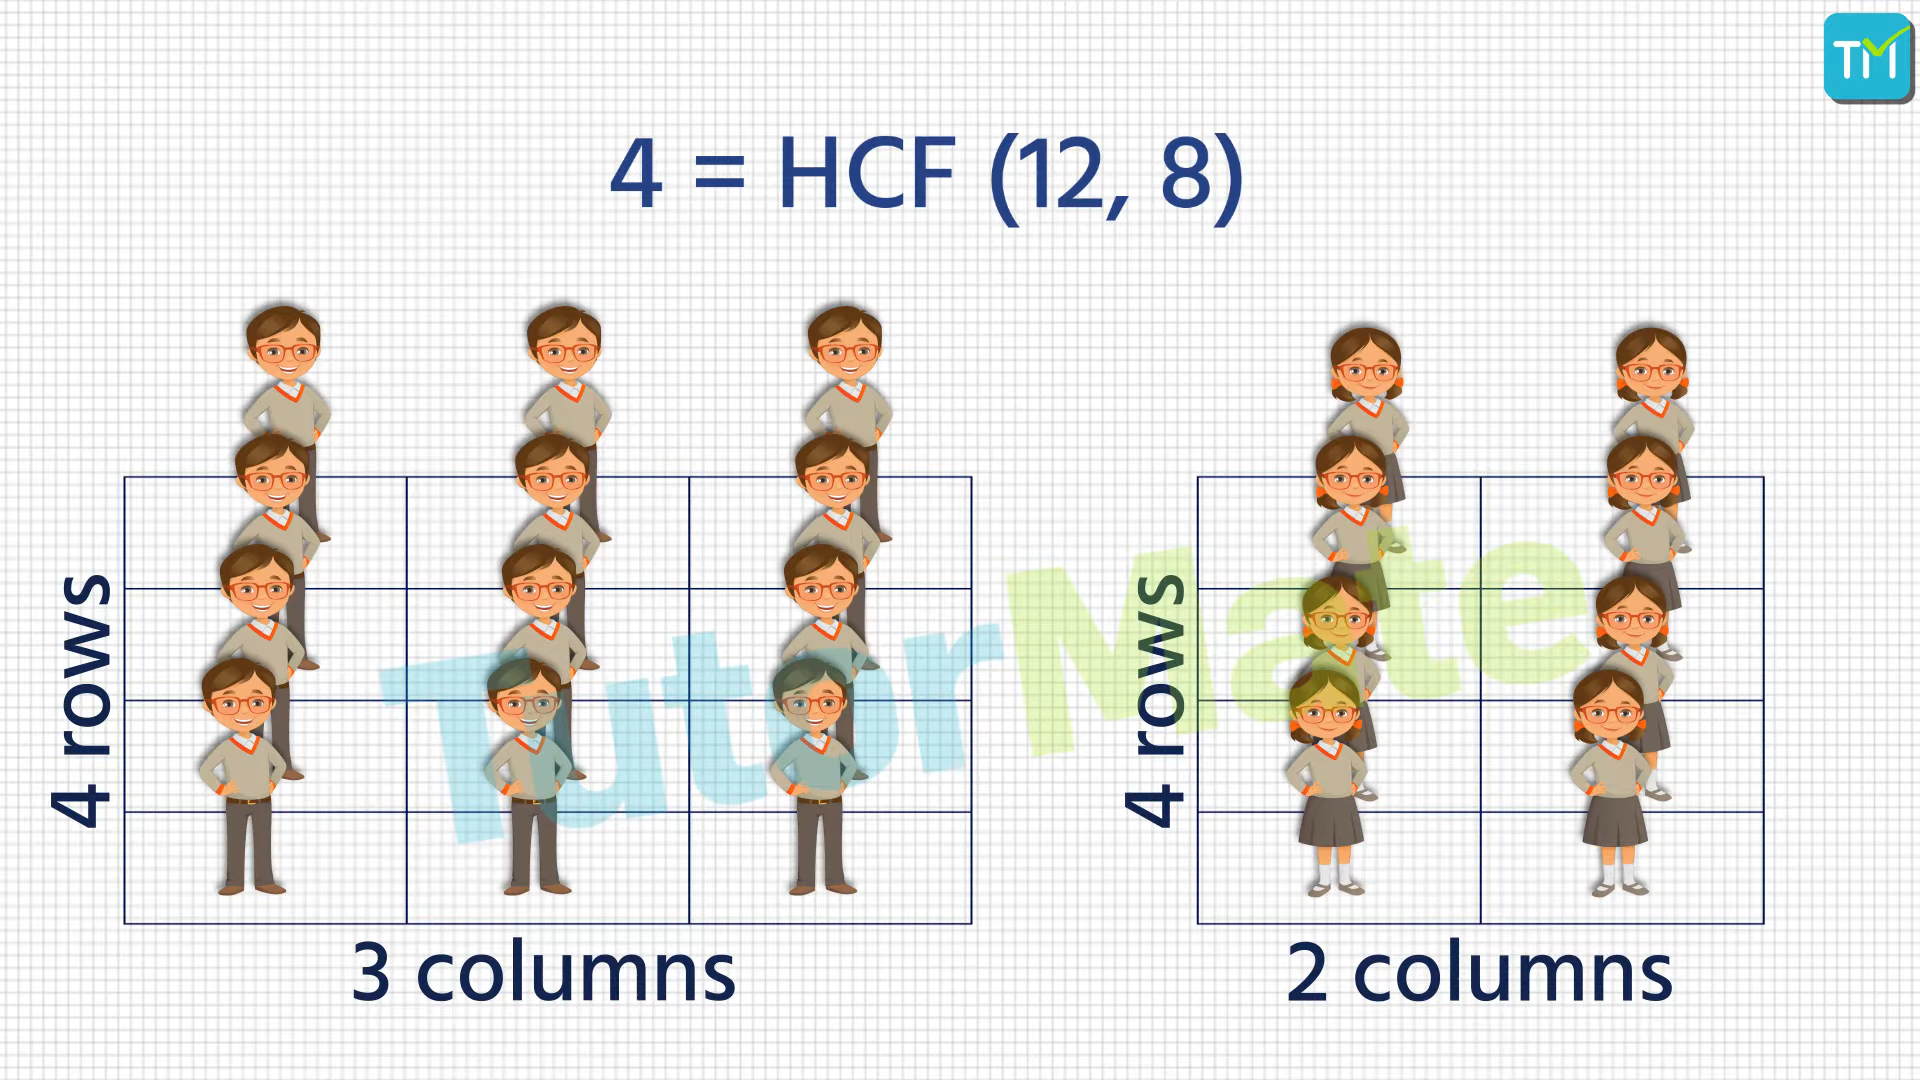 TM
4 = HCF (12, 8)
4 rows
4 rows
TutorMate
3 columns
2 columns